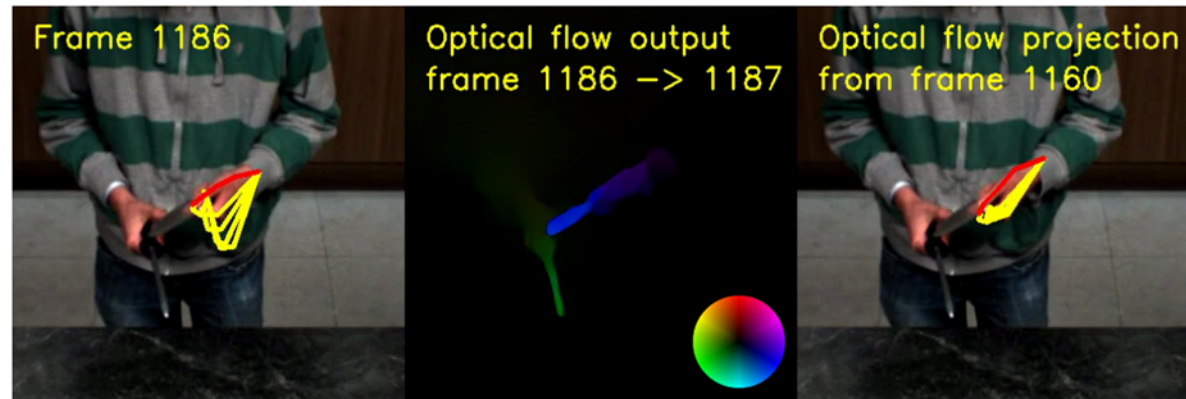 Frame 1186
Optical flow output
frame 1186 -> 1187
Optical flow projection
from frame 1160